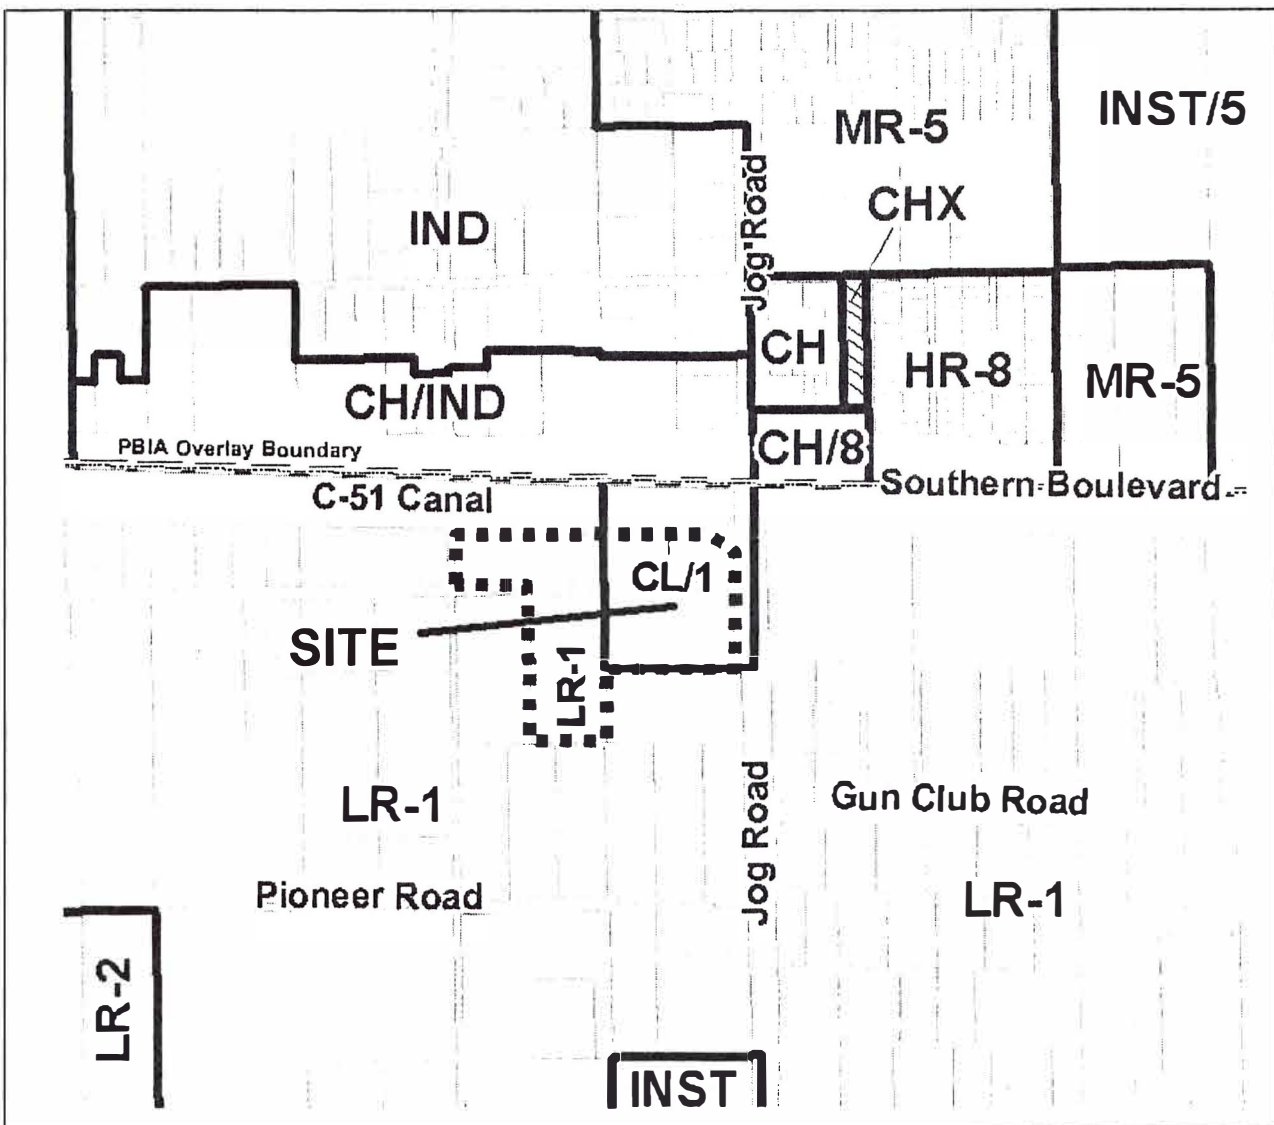 INST/5
MR-5
Jog Road
CHX
IND
CH
HR-8
MR-5
CH/IND
CH/8
PBIA Overlay Boundary
Southern Boulevard
C-51 Canal
CL/1
SITE
LR-1
LR-1
Gun Club Road
Jog Road
Pioneer Road
LR-1
LR-2
INST